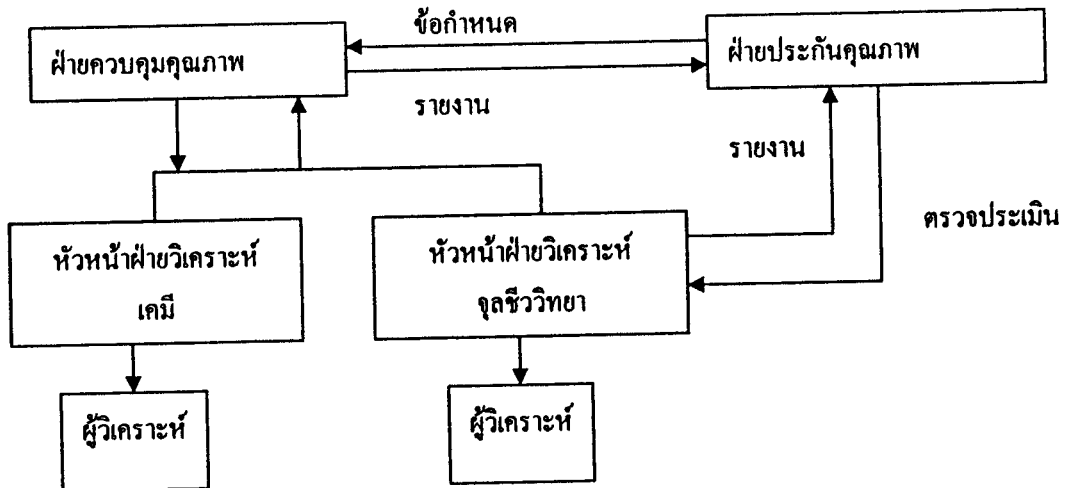 ข้อกำหนด
ฝ่ายควบคุมคุณภาพ
ฝ่ายประกันคุณภาพ
รายงาน
รายงาน
ตรวจประเมิน
หัวหน้าฝ่ายวิเคราะห์
เคมี
หัวหน้าฝ่ายวิเคราะห์
จุลชีววิทยา
ผู้วิเคราะห์
ผู้วิเคราะห์